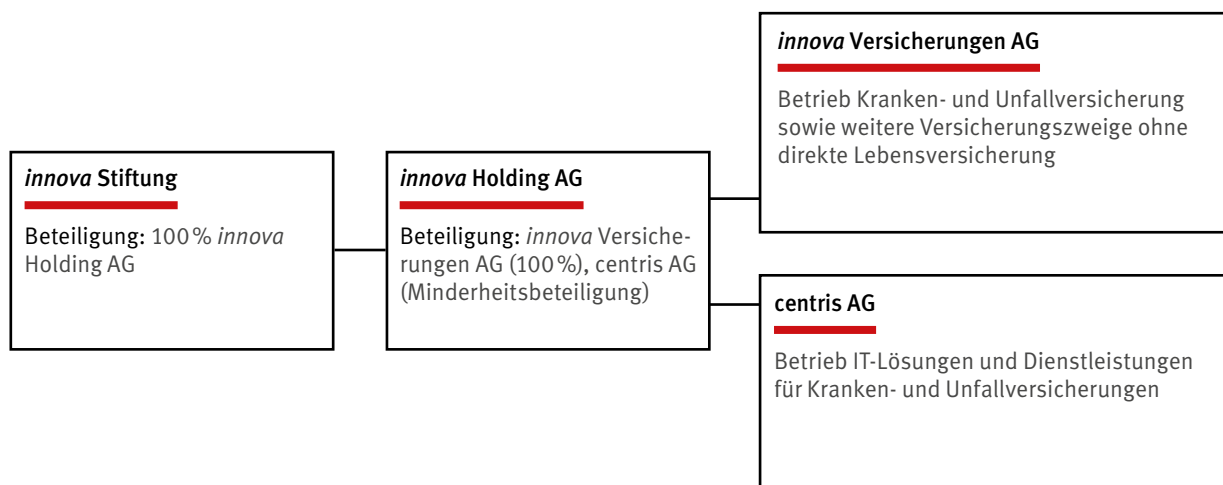 innova Stiftung
Beteiligung: 100 % innova
Holding AG
innova Holding AG
Beteiligung: innova Versiche-
rungen AG (100 %), centris AG
(Minderheitsbeteiligung)
innova Versicherungen AG
Betrieb Kranken- und Unfallversicherung
sowie weitere Versicherungszweige ohne
direkte Lebensversicherung
centris AG
Betrieb IT-Lösungen und Dienstleistungen
für Kranken- und Unfallversicherungen